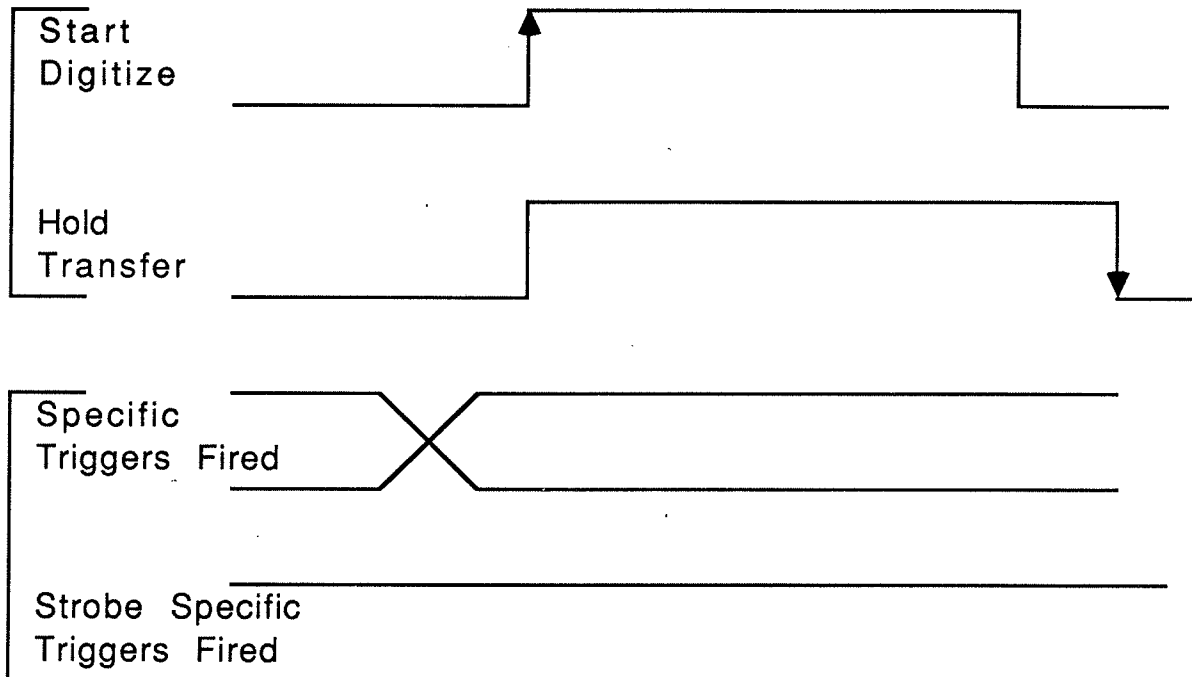 Start
Digitize
Hold
Transfer
Specific
Triggers Fired
Strobe Specific
Triggers Fired